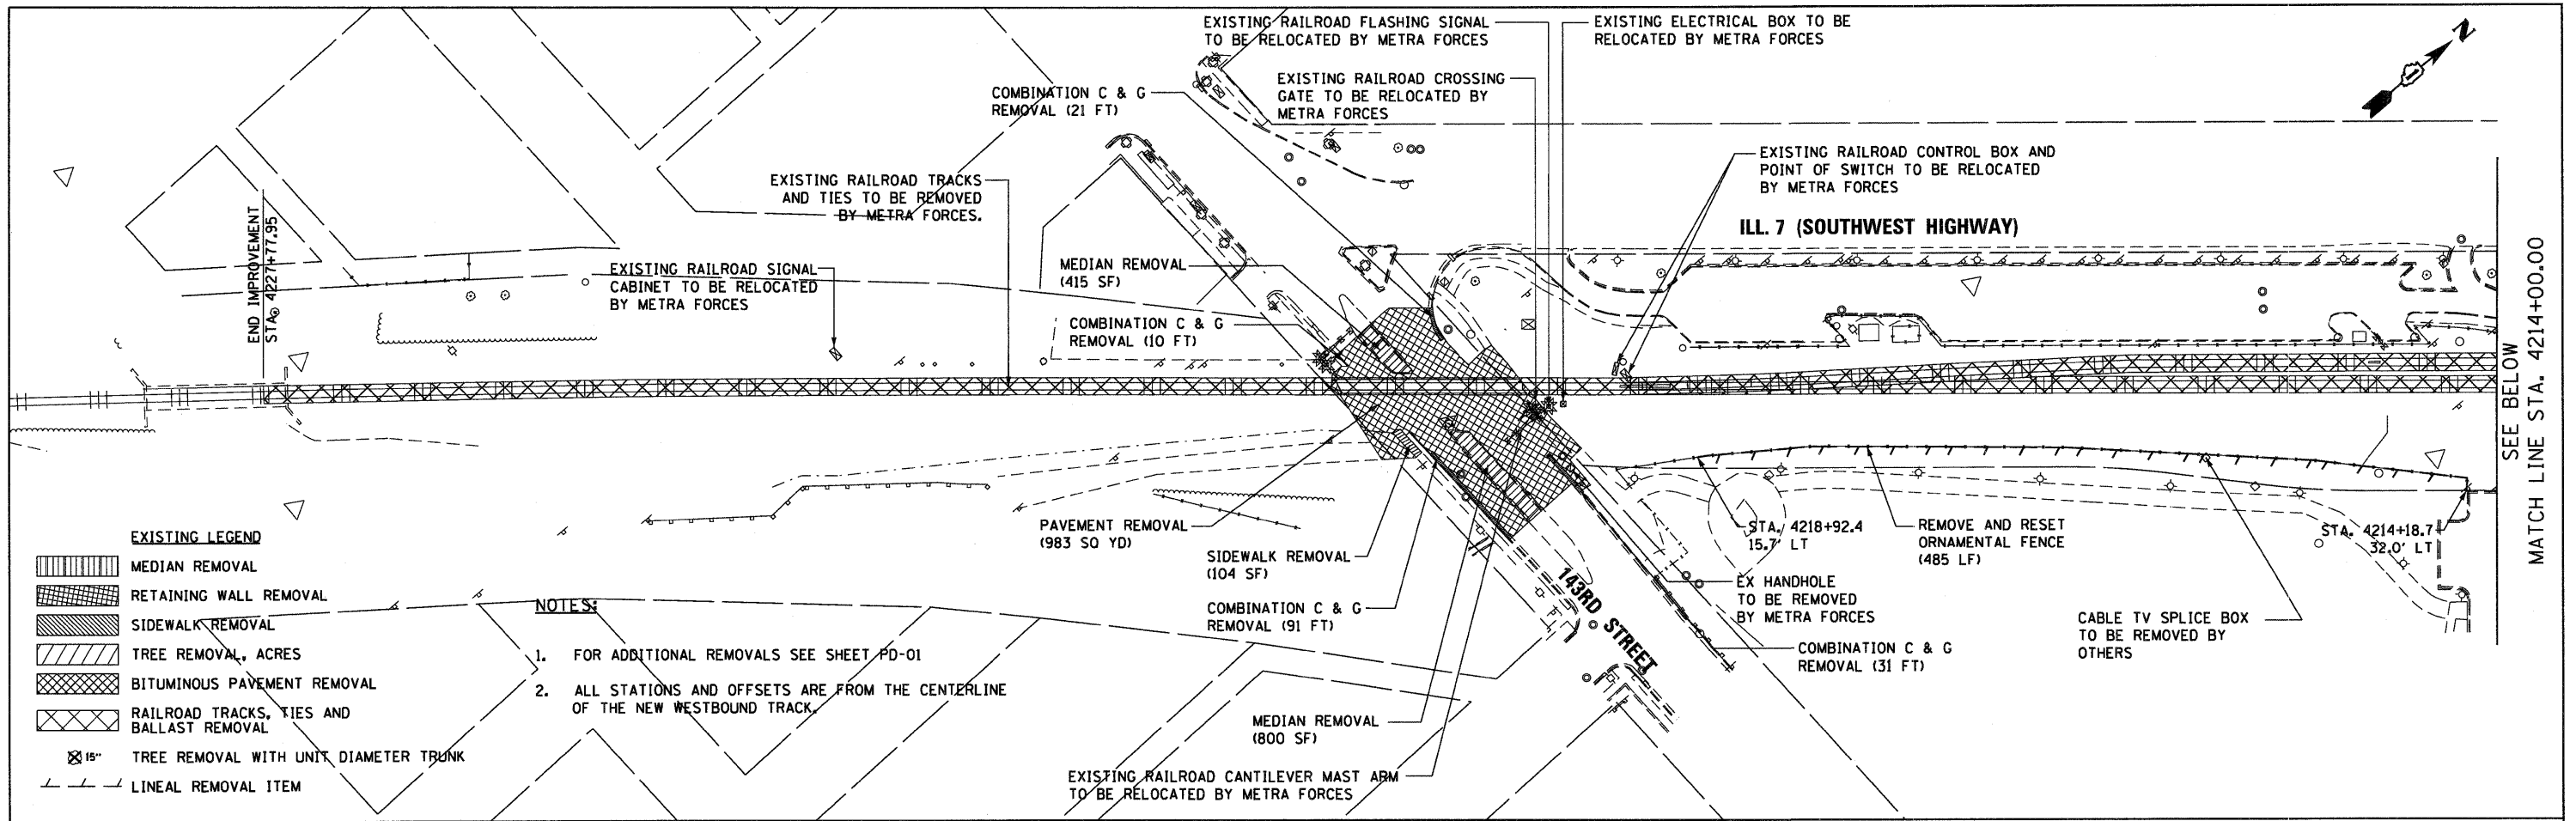 EXISTING RAILROAD FLASHING SIGNAL
TO BE RELOCATED BY METRA FORCES
EXISTING ELECTRICAL BOX TO BE
RELOCATED BY METRA FORCES
N
COMBINATION C & G
REMOVAL (21 FT)
EXISTING RAILROAD CROSSING
GATE TO BE RELOCATED BY
METRA FORCES
EXISTING RAILROAD TRACKS
AND TIES TO BE REMOVED
BY METRA FORCES.
EXISTING RAILROAD CONTROL BOX AND
POINT OF SWITCH TO BE RELOCATED
BY METRA FORCES
ILL. 7 (SOUTHWEST HIGHWAY)
END IMPROVEMENT
STA. 4227+77.95
EXISTING RAILROAD SIGNAL
CABINET TO BE RELOCATED
BY METRA FORCES
MEDIAN REMOVAL
(415 SF)
COMBINATION C & G
REMOVAL (10 FT)
SEE BELOW
MATCH LINE STA. 4214+00.00
PAVEMENT REMOVAL
(983 SQ YD)
SIDEWALK REMOVAL
(104 SF)
COMBINATION C & G
REMOVAL (91 FT)
143RD STREET
STA. 4218+92.4
15.7' LT
REMOVE AND RESET
ORNAMENTAL FENCE
(485 LF)
STA. 4214+18.7
32.0' LT
EX HANDHOLE
TO BE REMOVED
BY METRA FORCES
COMBINATION C & G
REMOVAL (31 FT)
CABLE TV SPLICE BOX
TO BE REMOVED BY
OTHERS
MEDIAN REMOVAL
(800 SF)
EXISTING RAILROAD CANTILEVER MAST ARM
TO BE RELOCATED BY METRA FORCES
EXISTING LEGEND
MEDIAN REMOVAL
RETAINING WALL REMOVAL
SIDEWALK REMOVAL
TREE REMOVAL, ACRES
BITUMINOUS PAVEMENT REMOVAL
RAILROAD TRACKS, TIES AND
BALLAST REMOVAL
15" TREE REMOVAL WITH UNIT DIAMETER TRUNK
LINEAL REMOVAL ITEM
NOTES:
1. FOR ADDITIONAL REMOVALS SEE SHEET PD-01
2. ALL STATIONS AND OFFSETS ARE FROM THE CENTERLINE
OF THE NEW WESTBOUND TRACK.